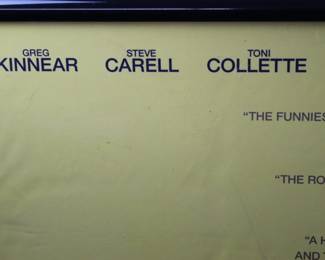 GREG STEVE TONI
KINNEAR CARELL COLLETTE
"THE FUNNIES
"THE RO
"A H
AND